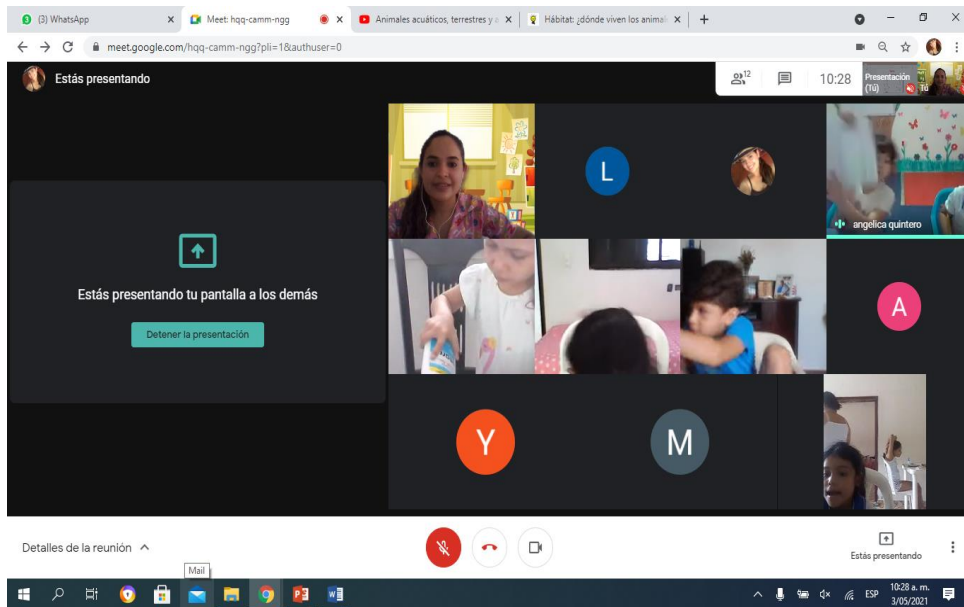 (3) WhatsApp
Meet: hqq-camm-ngg
Animales acuáticos, terrestres y a
Hábitat: ¿dónde viven los animal
meet.google.com/hqq-camm-ngg?pli=1&authuser=0
Estás presentando
12
10:28
Presentación
(Tú)
Tú
L
angelica quintero
Estás presentando tu pantalla a los demás
Detener la presentación
A
Y
M
Detalles de la reunión
Estás presentando
Mail
ESP
10:28 a. m.
3/05/2021